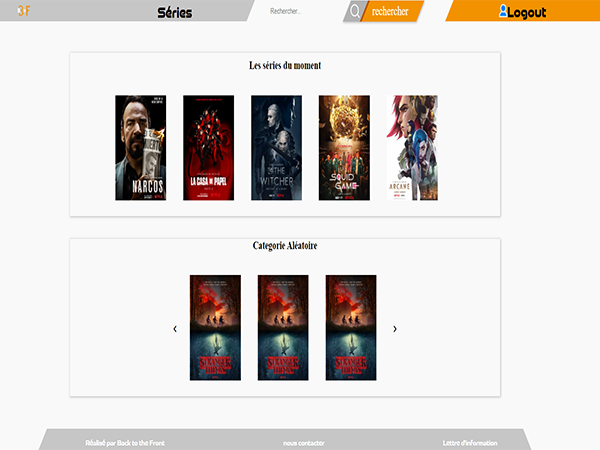 3F
Séries
Rechercher...
rechercher
Logout
Les séries du moment
NARCOS
LA CASA DE PAPEL
THE WITCHER
SQUID GAME
ARCANE
Categorie Aléatoire
‹
STRANGER THINGS
STRANGER THINGS
STRANGER THINGS
›
Réalisé par Back to the Front
nous contacter
Lettre d'information